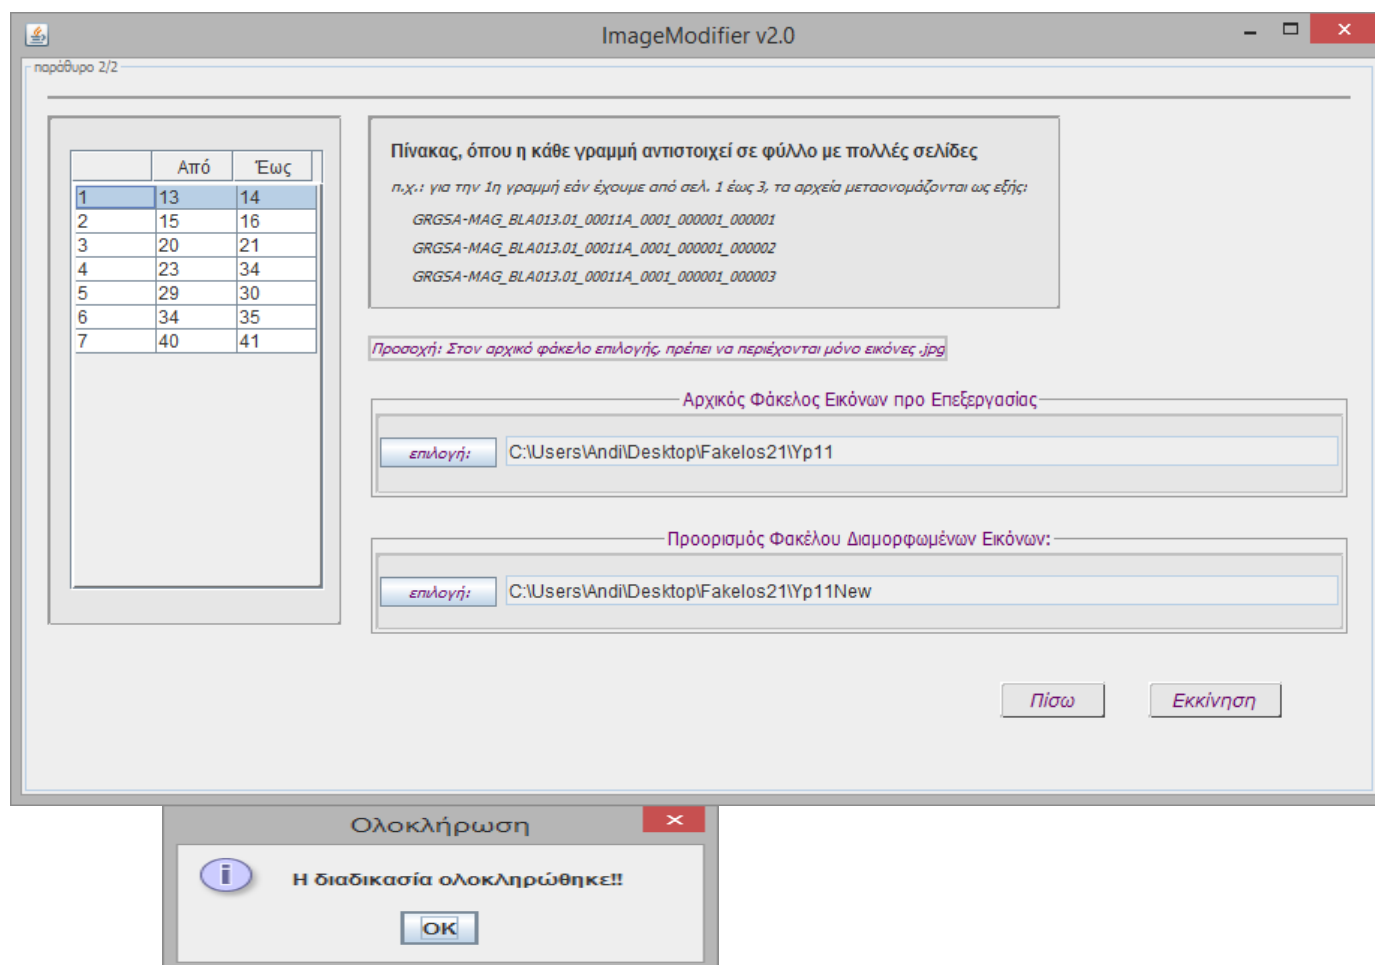 ImageModifier v2.0
παράθυρο 2/2
Από Έως
1 13 14
2 15 16
3 20 21
4 23 34
5 29 30
6 34 35
7 40 41
Πίνακας, όπου η κάθε γραμμή αντιστοιχεί σε φύλλο με πολλές σελίδες
π.χ.: για την 1η γραμμή εάν έχουμε από σελ. 1 έως 3, τα αρχεία μεταονομάζονται ως εξής:
GRGSA-MAG_BLA013.01_00011A_0001_000001_000001
GRGSA-MAG_BLA013.01_00011A_0001_000001_000002
GRGSA-MAG_BLA013.01_00011A_0001_000001_000003
Προσοχή: Στον αρχικό φάκελο επιλογής, πρέπει να περιέχονται μόνο εικόνες .jpg
Αρχικός Φάκελος Εικόνων προ Επεξεργασίας
επιλογή: C:\Users\Andi\Desktop\Fakelos21\Yp11
Προορισμός Φακέλου Διαμορφωμένων Εικόνων:
επιλογή: C:\Users\Andi\Desktop\Fakelos21\Yp11New
Πίσω Εκκίνηση
Ολοκλήρωση
Η διαδικασία ολοκληρώθηκε!!
OK